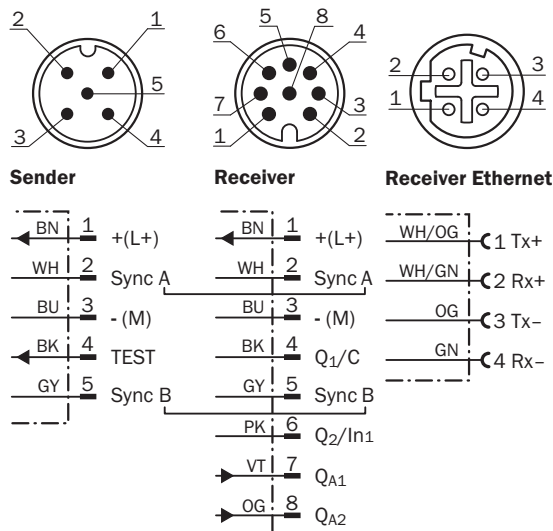 2 1
5
3 4
5 8
6 4
7 3
1 2
2 3
1 4
Sender
BN 1 +(L+)
WH 2 Sync A
BU 3 - (M)
BK 4 TEST
GY 5 Sync B
Receiver
BN 1 +(L+)
WH 2 Sync A
BU 3 - (M)
BK 4 Q1/C
GY 5 Sync B
PK 6 Q2/In1
VT 7 QA1
OG 8 QA2
Receiver Ethernet
WH/OG 1 Tx+
WH/GN 2 Rx+
OG 3 Tx–
GN 4 Rx–